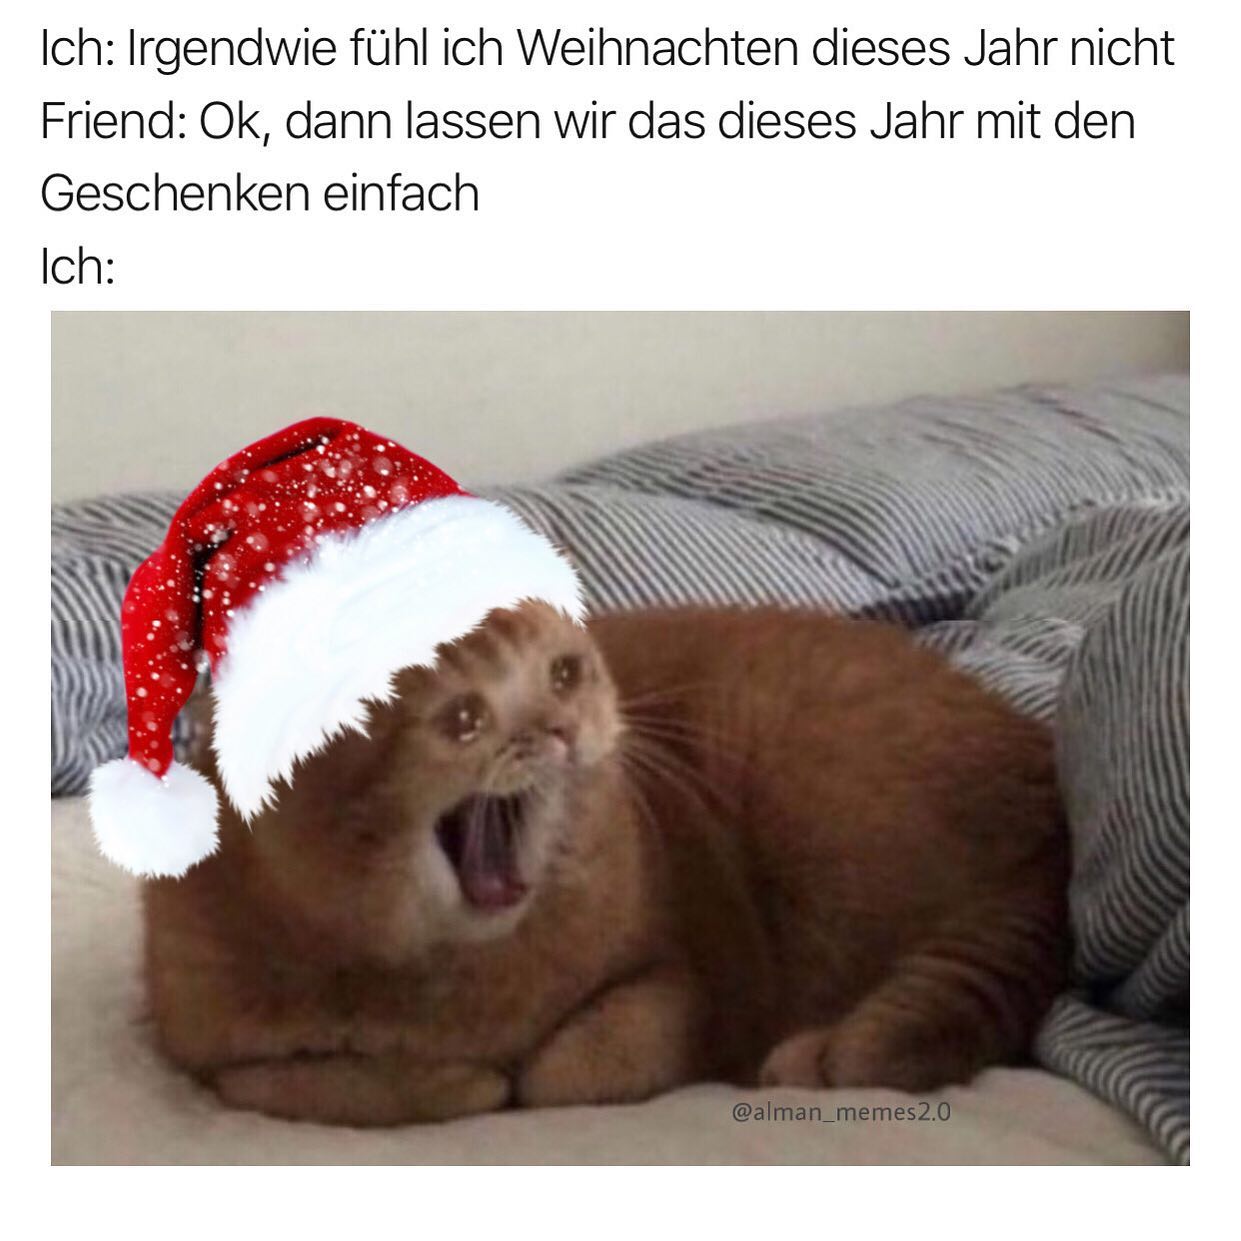 Ich: Irgendwie fühl ich Weihnachten dieses Jahr nicht
Friend: Ok, dann lassen wir das dieses Jahr mit den
Geschenken einfach
Ich:
@alman_memes2.0